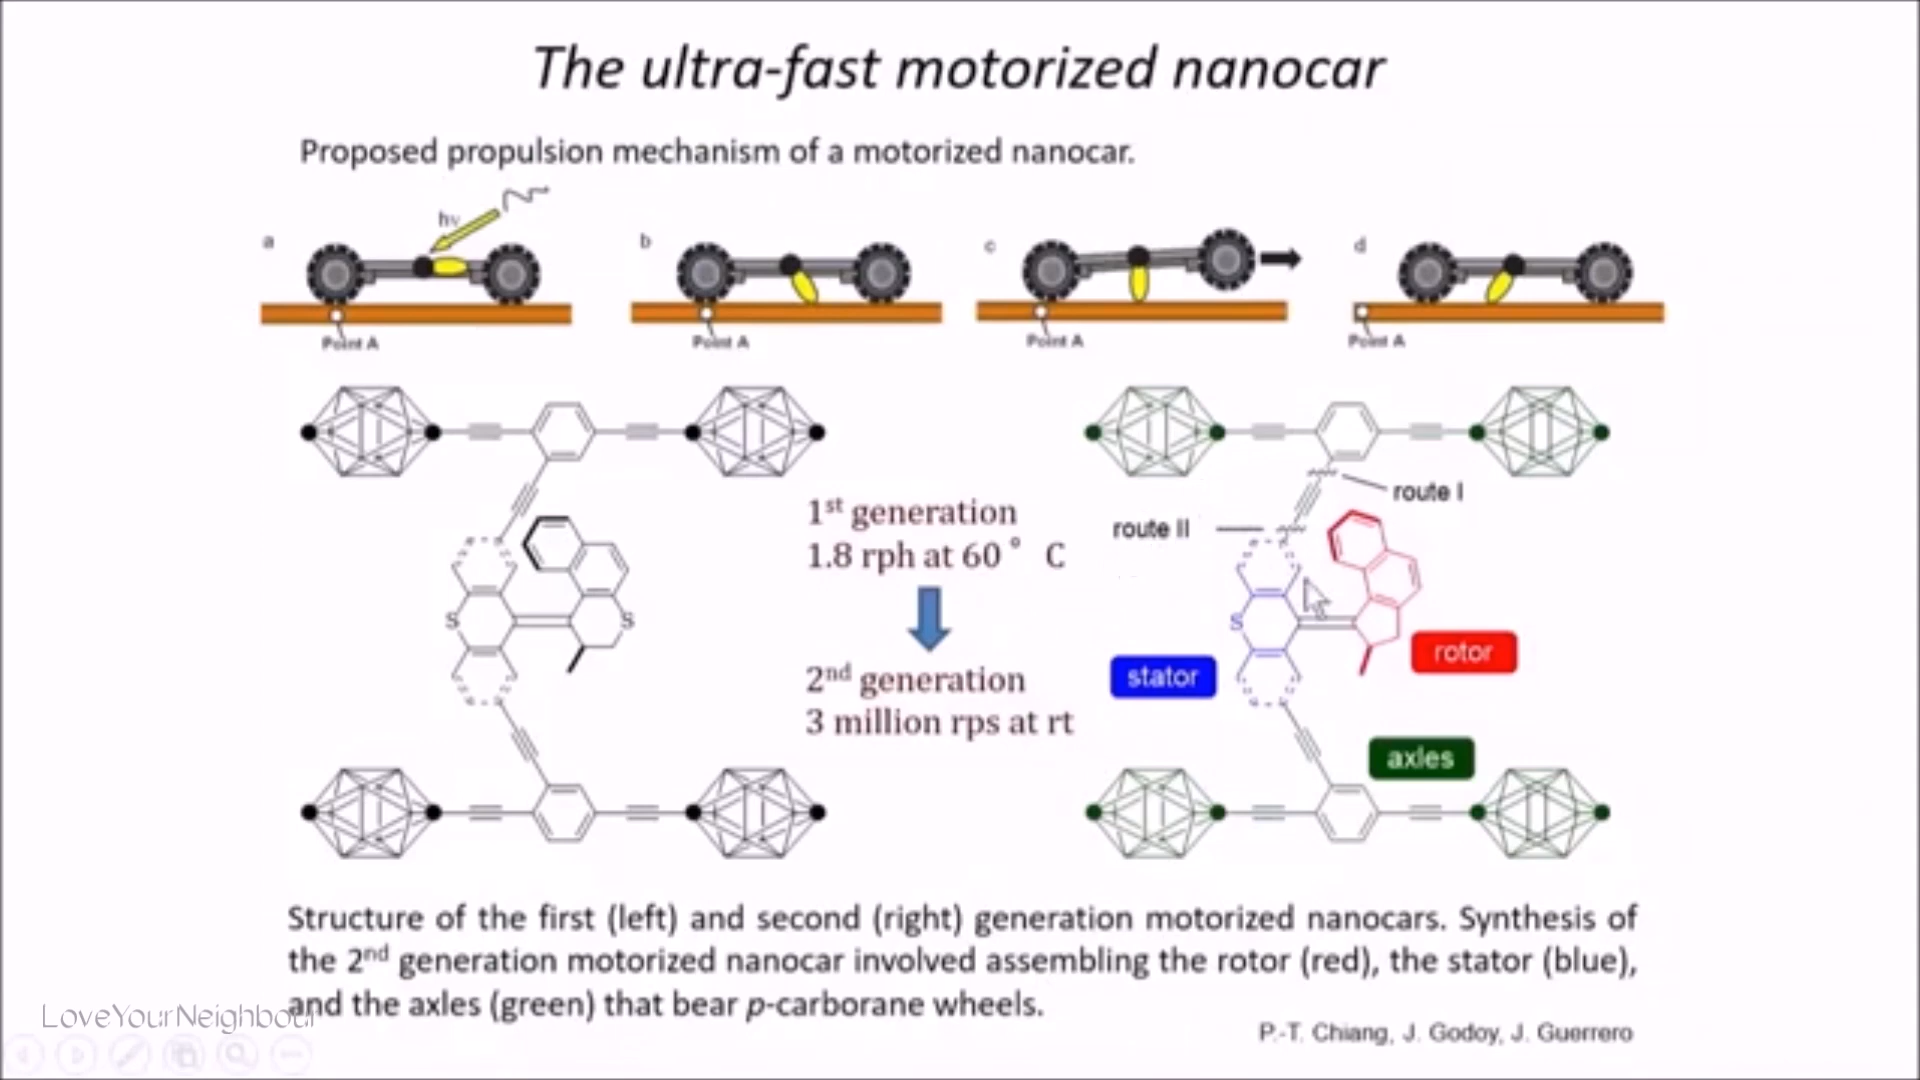 The ultra-fast motorized nanocar
Proposed propulsion mechanism of a motorized nanocar.
a
hν
Point A
b
Point A
c
Point A
d
Point A
route I
route II
1st generation
1.8 rph at 60 ° C
2nd generation
3 million rps at rt
S
S
S
stator
rotor
axles
Structure of the first (left) and second (right) generation motorized nanocars. Synthesis of
the 2nd generation motorized nanocar involved assembling the rotor (red), the stator (blue),
and the axles (green) that bear p-carborane wheels.
LoveYourNeighbour
P.-T. Chiang, J. Godoy, J. Guerrero